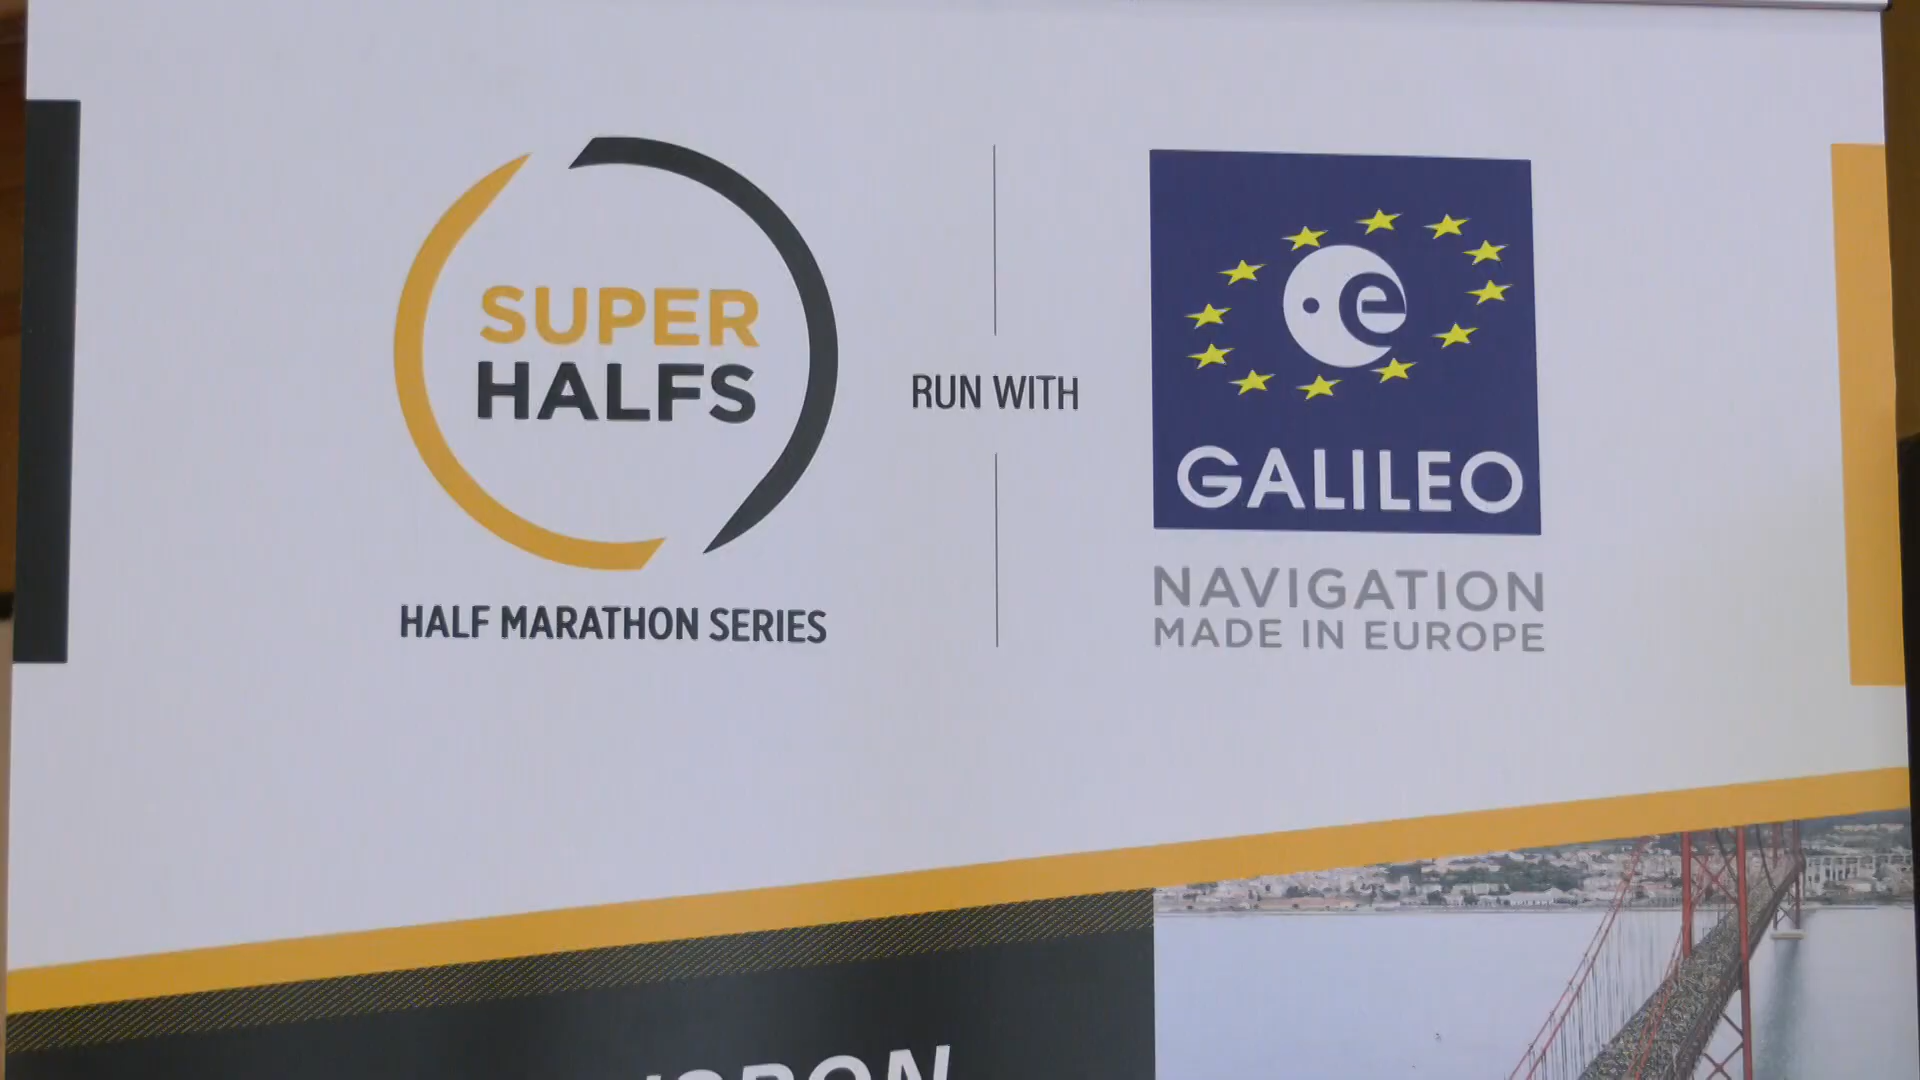 SUPER
HALFS
HALF MARATHON SERIES
RUN WITH
e
GALILEO
NAVIGATION
MADE IN EUROPE